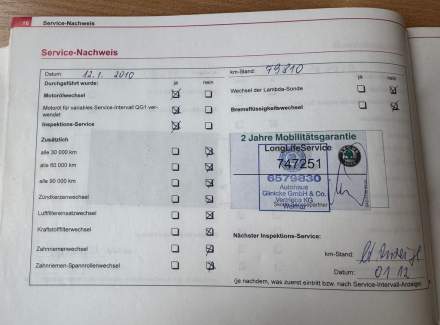 16 Service-Nachweis
Service-Nachweis
Datum: 12.1. 2010 km-Stand: 79810
Durchgeführt wurde: ja nein ja nein
Motorölwechsel
Wechsel der Lambda-Sonde
Motoröl für variables Service-Intervall QG1 ver-
wendet
Bremsflüssigkeitswechsel
Inspektions-Service
Zusätzlich
alle 30 000 km
alle 60 000 km
alle 90 000 km
Zündkerzenwechsel
Luftfiltereinsatzwechsel
Kraftstofffilterwechsel
Zahnriemenwechsel
Zahnriemen-Spannrollenwechsel
2 Jahre Mobilitätsgarantie
LongLifeService
747251
6579830
Autohaus
Glinicke GmbH & Co.
Vertriebs KG
Nächster Inspektions-Service:
km-Stand:
Datum: 01 12
(je nachdem, was zuerst eintritt bzw. nach Service-Intervall-Anzeige)